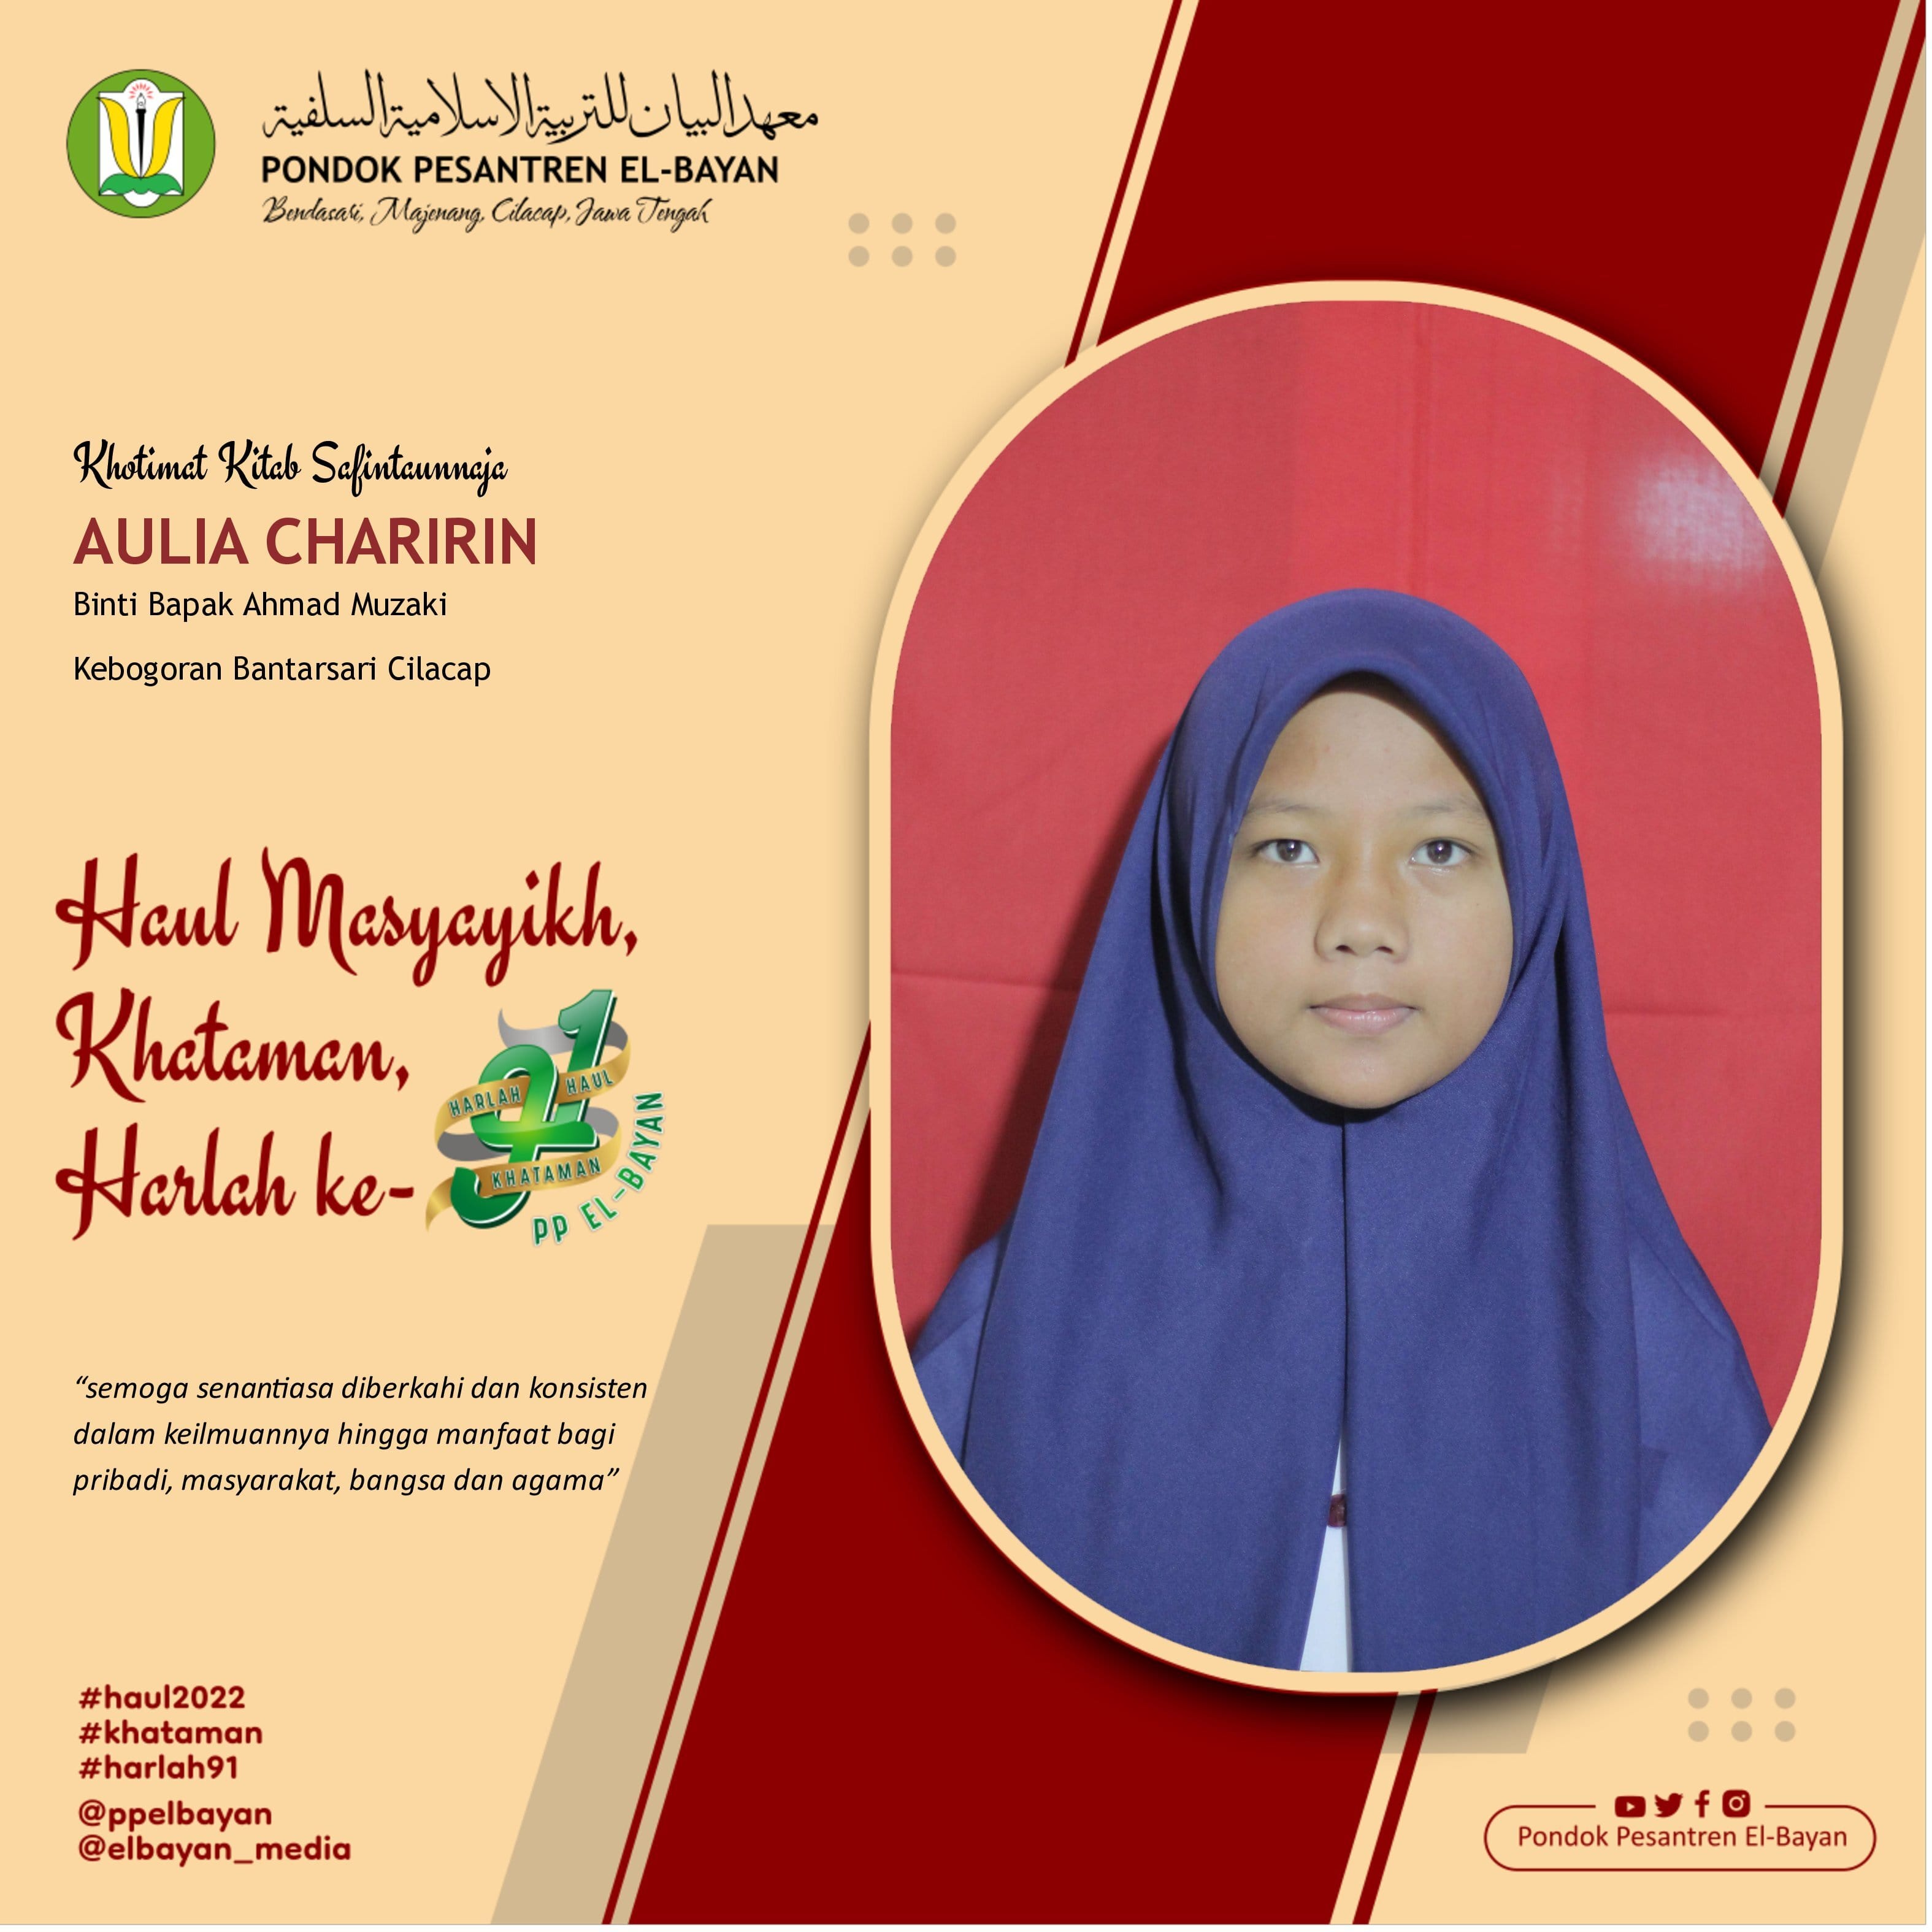 معهد البيان للتربية الاسلامية السلفية
PONDOK PESANTREN EL-BAYAN
Bendasari, Majenang, Cilacap, Jawa Tengah
Khotimat Kitab Safintaunnaja
AULIA CHARIRIN
Binti Bapak Ahmad Muzaki
Kebogoran Bantarsari Cilacap
Haul Masyayikh,
Khataman,
Harlah ke-91
HARLAH HAUL
KHATAMAN
PP EL-BAYAN
“semoga senantiasa diberkahi dan konsisten
dalam keilmuannya hingga manfaat bagi
pribadi, masyarakat, bangsa dan agama”
#haul2022
#khataman
#harlah91
@ppelbayan
@elbayan_media
Pondok Pesantren El-Bayan